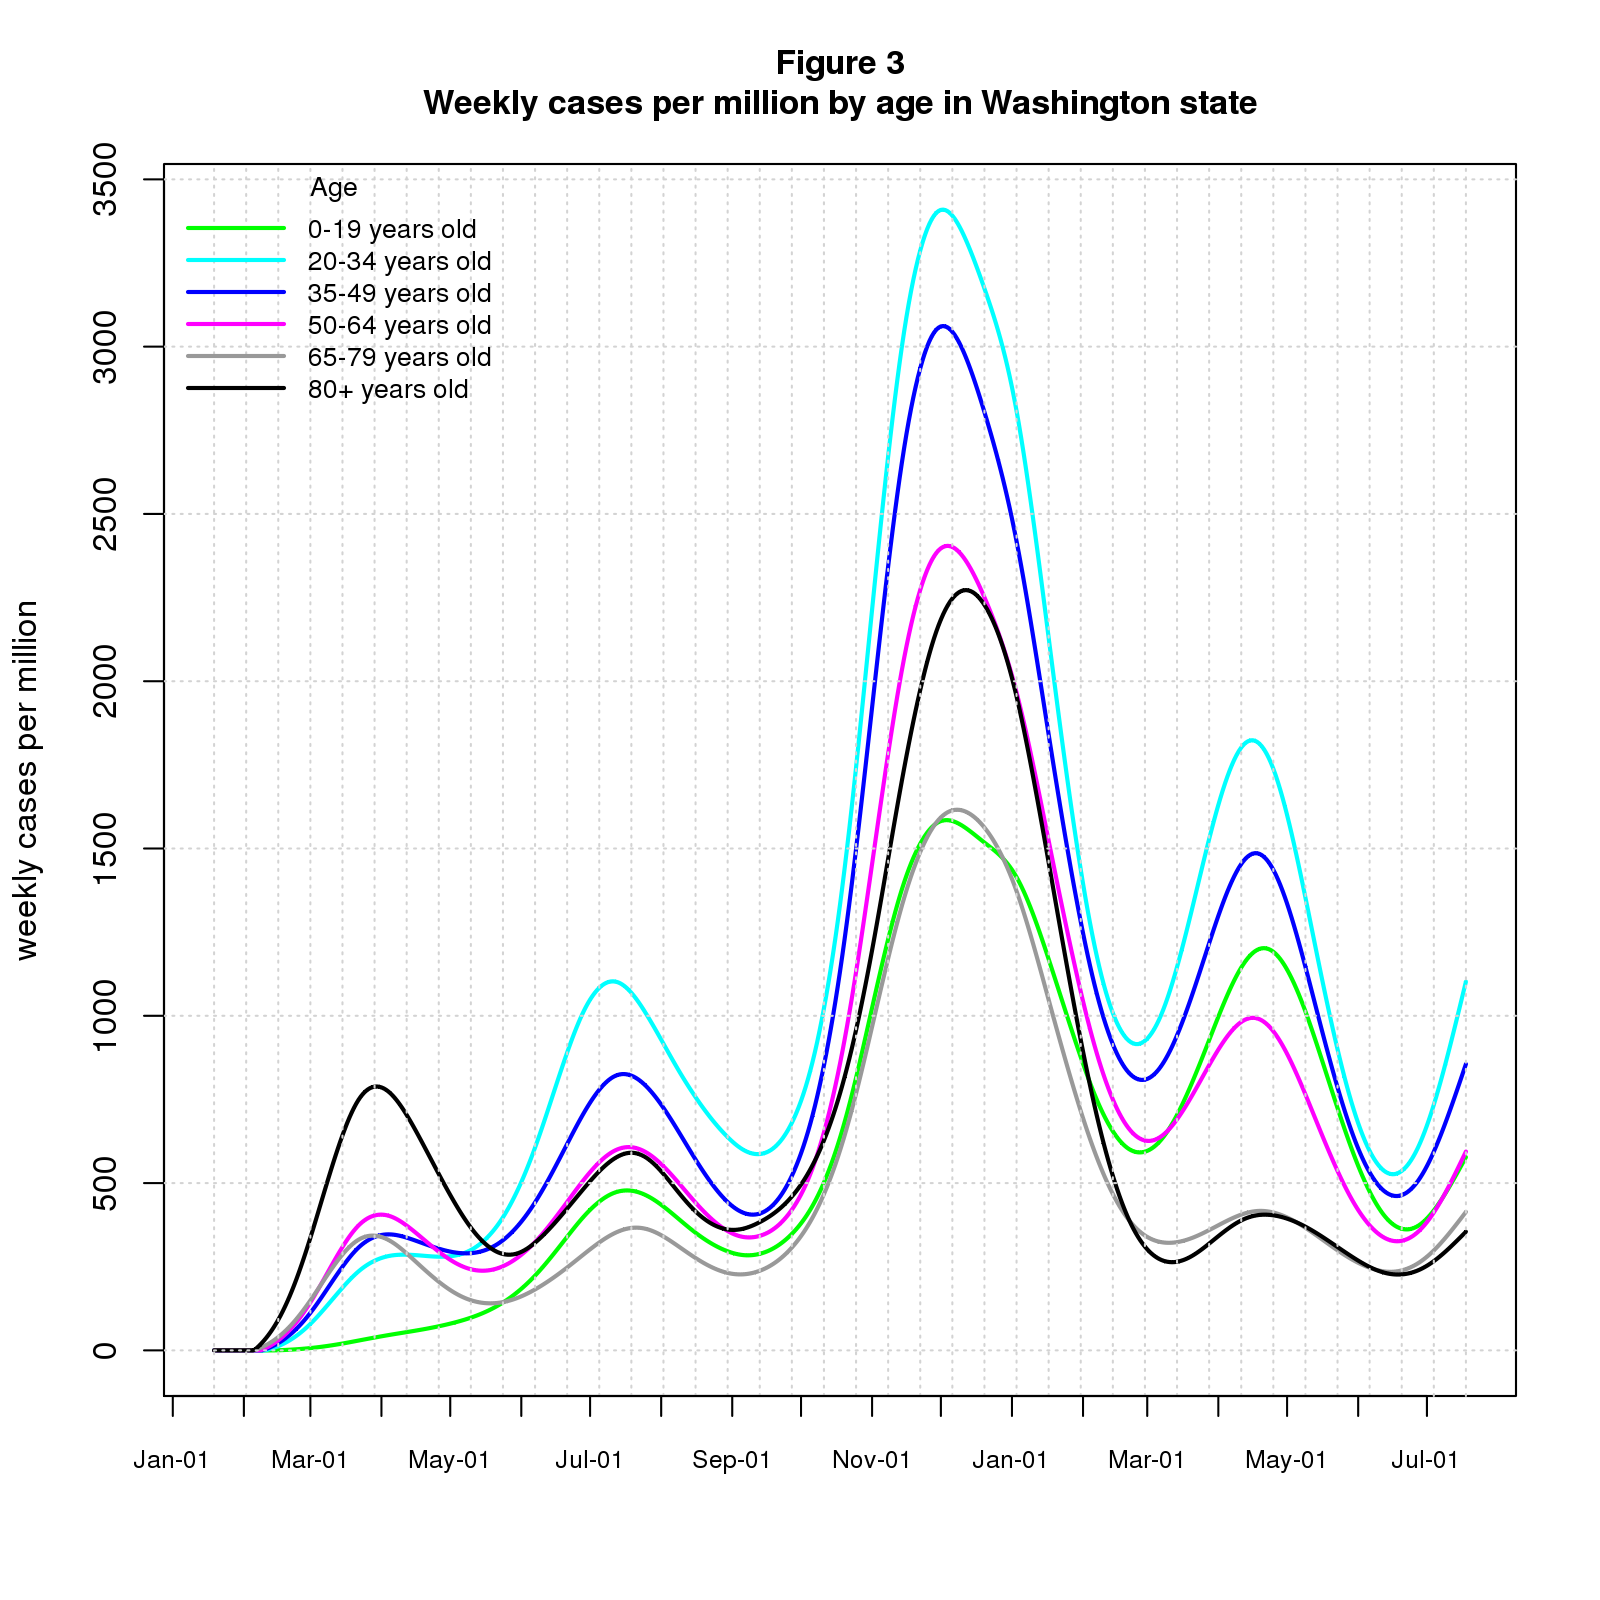 Figure 3
Weekly cases per million by age in Washington state
3500
3000
2500
2000
1500
1000
500
0
weekly cases per million
Age
0-19 years old
20-34 years old
35-49 years old
50-64 years old
65-79 years old
80+ years old
Jan-01 Mar-01 May-01 Jul-01 Sep-01 Nov-01 Jan-01 Mar-01 May-01 Jul-01